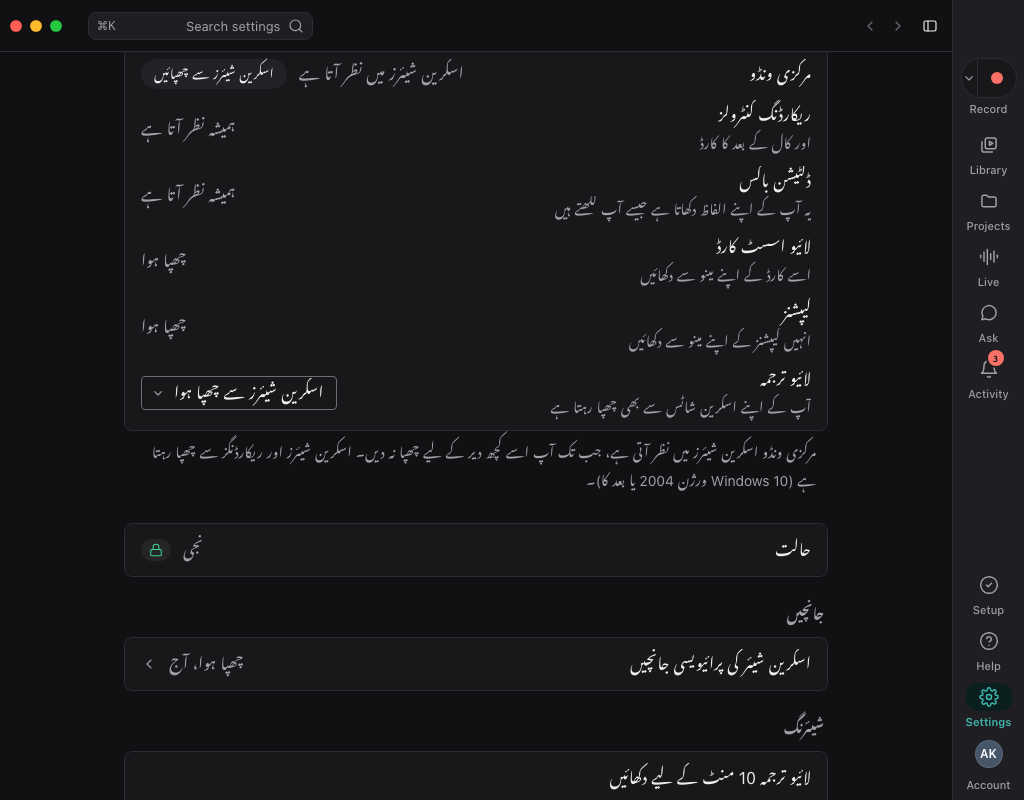 ⌘K
Search settings
مرکزی ونڈو
اسکرین شیئرز میں نظر آتا ہے
اسکرین شیئرز سے چھپائیں
ریکارڈنگ کنٹرولز
اور کال کے بعد کا کارڈ
ہمیشہ نظر آتا ہے
ڈکٹیشن باکس
یہ آپ کے اپنے الفاظ دکھاتا ہے جیسے آپ لکھتے ہیں
ہمیشہ نظر آتا ہے
لائیو اسسٹ کارڈ
اسے کارڈ کے اپنے مینو سے دکھائیں
چھپا ہوا
کیپشنز
انہیں کیپشنز کے اپنے مینو سے دکھائیں
چھپا ہوا
لائیو ترجمہ
آپ کے اپنے اسکرین شاٹس سے بھی چھپا رہتا ہے
اسکرین شیئرز سے چھپا ہوا
مرکزی ونڈو اسکرین شیئرز میں نظر آتی ہے، جب تک آپ اسے کچھ دیر کے لیے چھپا نہ دیں۔ اسکرین شیئرز اور ریکارڈنگز سے چھپا رہتا
ہے (Windows 10 ورژن 2004 یا بعد کا)۔
حالت
نجی
جانچیں
اسکرین شیئر کی پرائیویسی جانچیں
چھپا ہوا، آج
شیئرنگ
لائیو ترجمہ 10 منٹ کے لیے دکھائیں
Record
Library
Projects
Live
Ask
3
Activity
Setup
Help
Settings
AK
Account